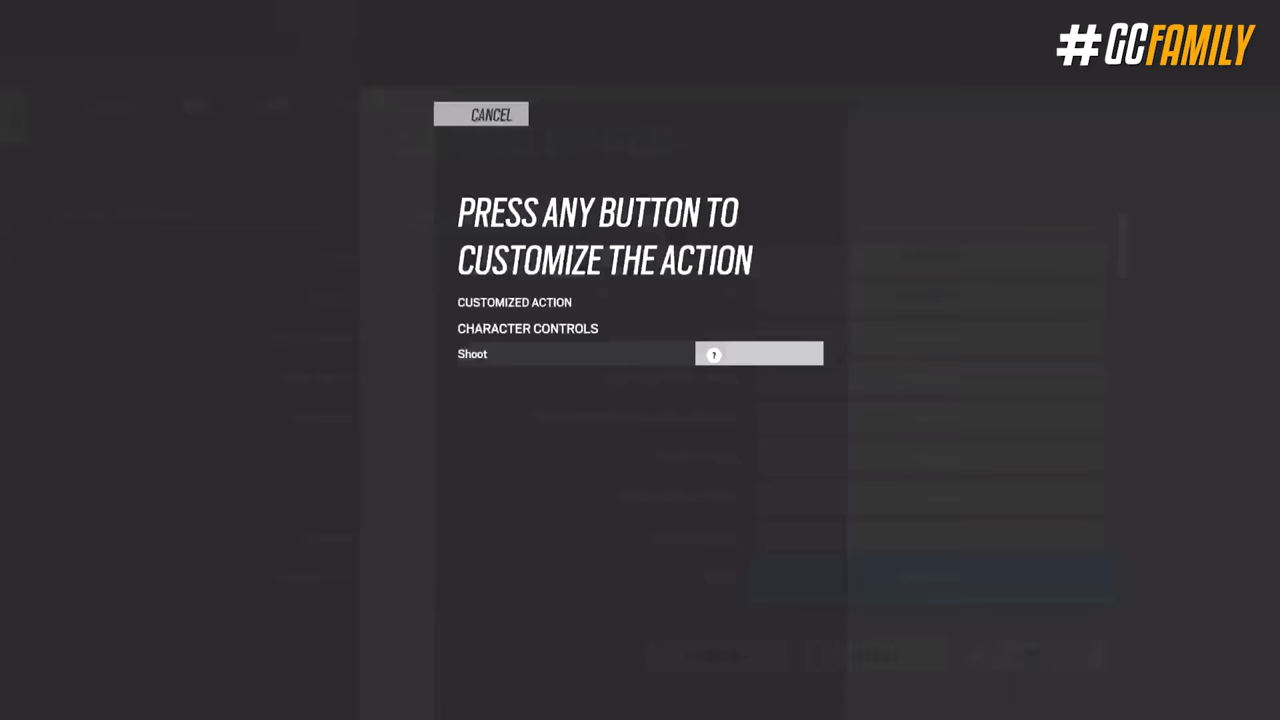 #GCFAMILY
CANCEL
PRESS ANY BUTTON TO
CUSTOMIZE THE ACTION
CUSTOMIZED ACTION
CHARACTER CONTROLS
Shoot ?